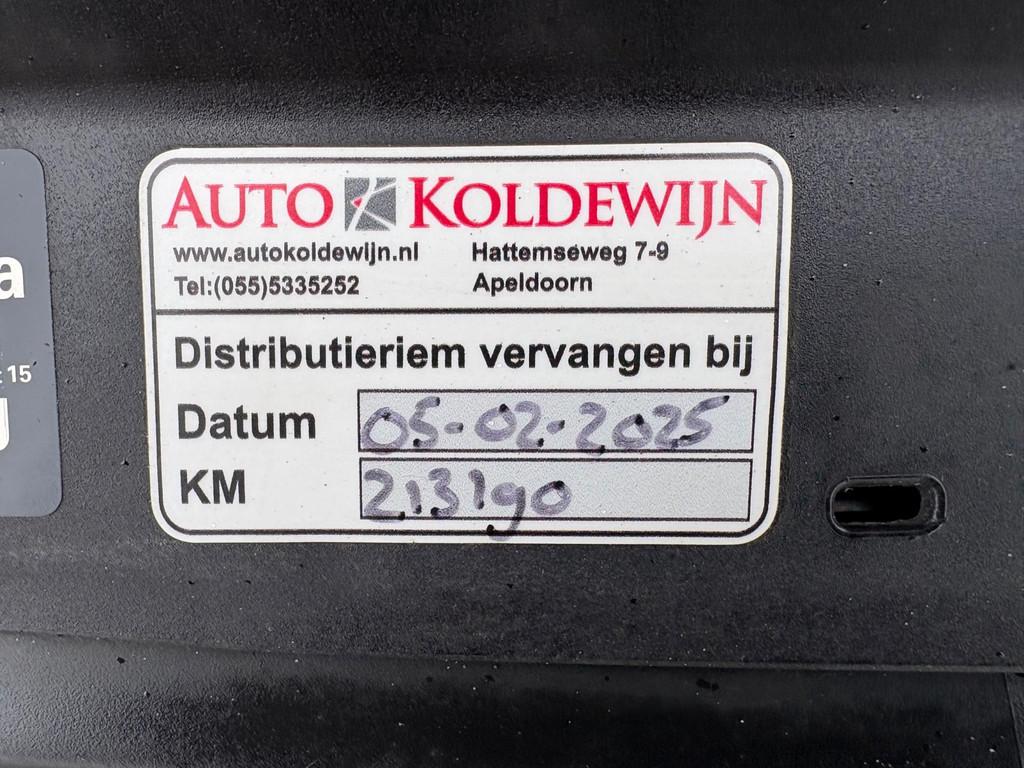 AUTO KOLDEWIJN
www.autokoldewijn.nl Hattemseweg 7-9
Tel:(055)5335252 Apeldoorn
Distributieriem vervangen bij
Datum 05-02-2025
KM 213190
a
15